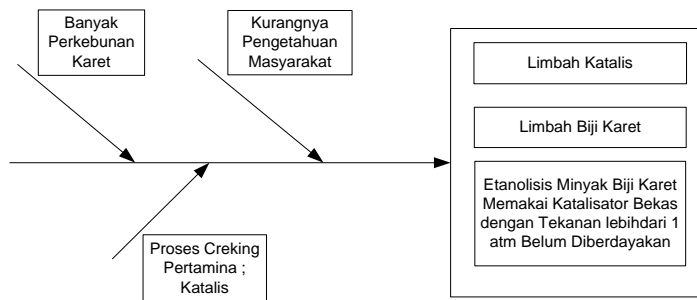 Banyak
Perkebunan
Karet
Kurangnya
Pengetahuan
Masyarakat
Limbah Katalis
Limbah Biji Karet
Etanolisis Minyak Biji Karet
Memakai Katalisator Bekas
dengan Tekanan lebihdari 1
atm Belum Diberdayakan
Proses Creking
Pertamina ;
Katalis